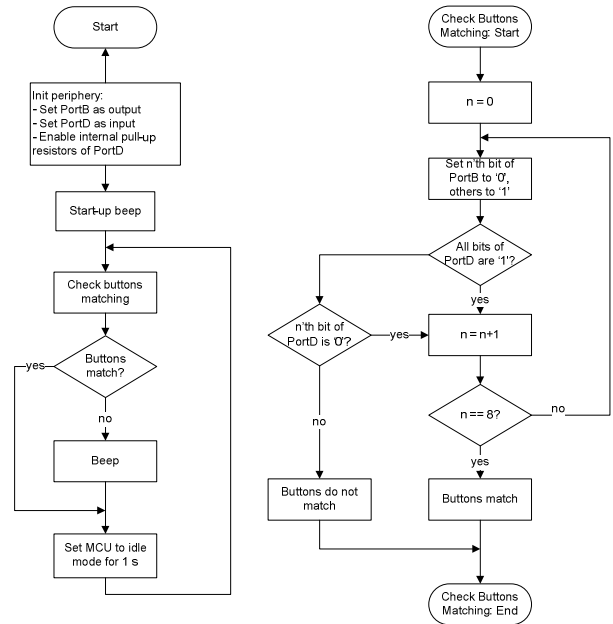 Start
Init periphery:
- Set PortB as output
- Set PortD as input
- Enable internal pull-up
resistors of PortD
Start-up beep
Check buttons
matching
Buttons
match?
yes
no
Beep
Set MCU to idle
mode for 1 s
Check Buttons
Matching: Start
n = 0
Set n'th bit of
PortB to '0',
others to '1'
All bits of
PortD are '1'?
yes
n'th bit of
PortD is '0'?
yes
n = n+1
no
n == 8?
no
yes
Buttons do not
match
Buttons match
Check Buttons
Matching: End